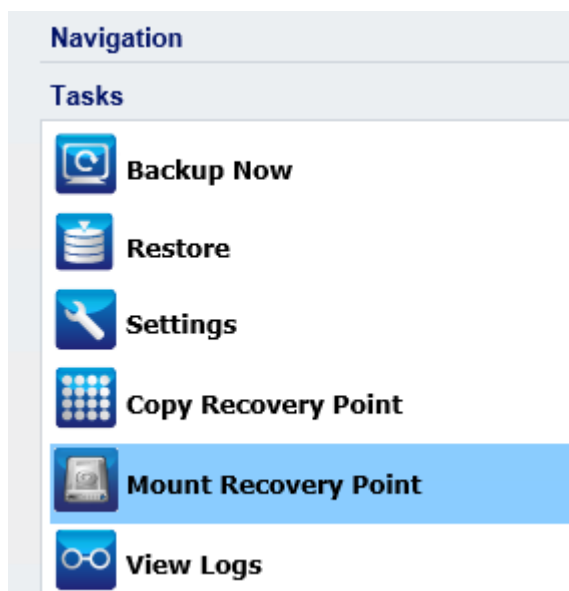 Navigation
Tasks
Backup Now
Restore
Settings
Copy Recovery Point
Mount Recovery Point
View Logs